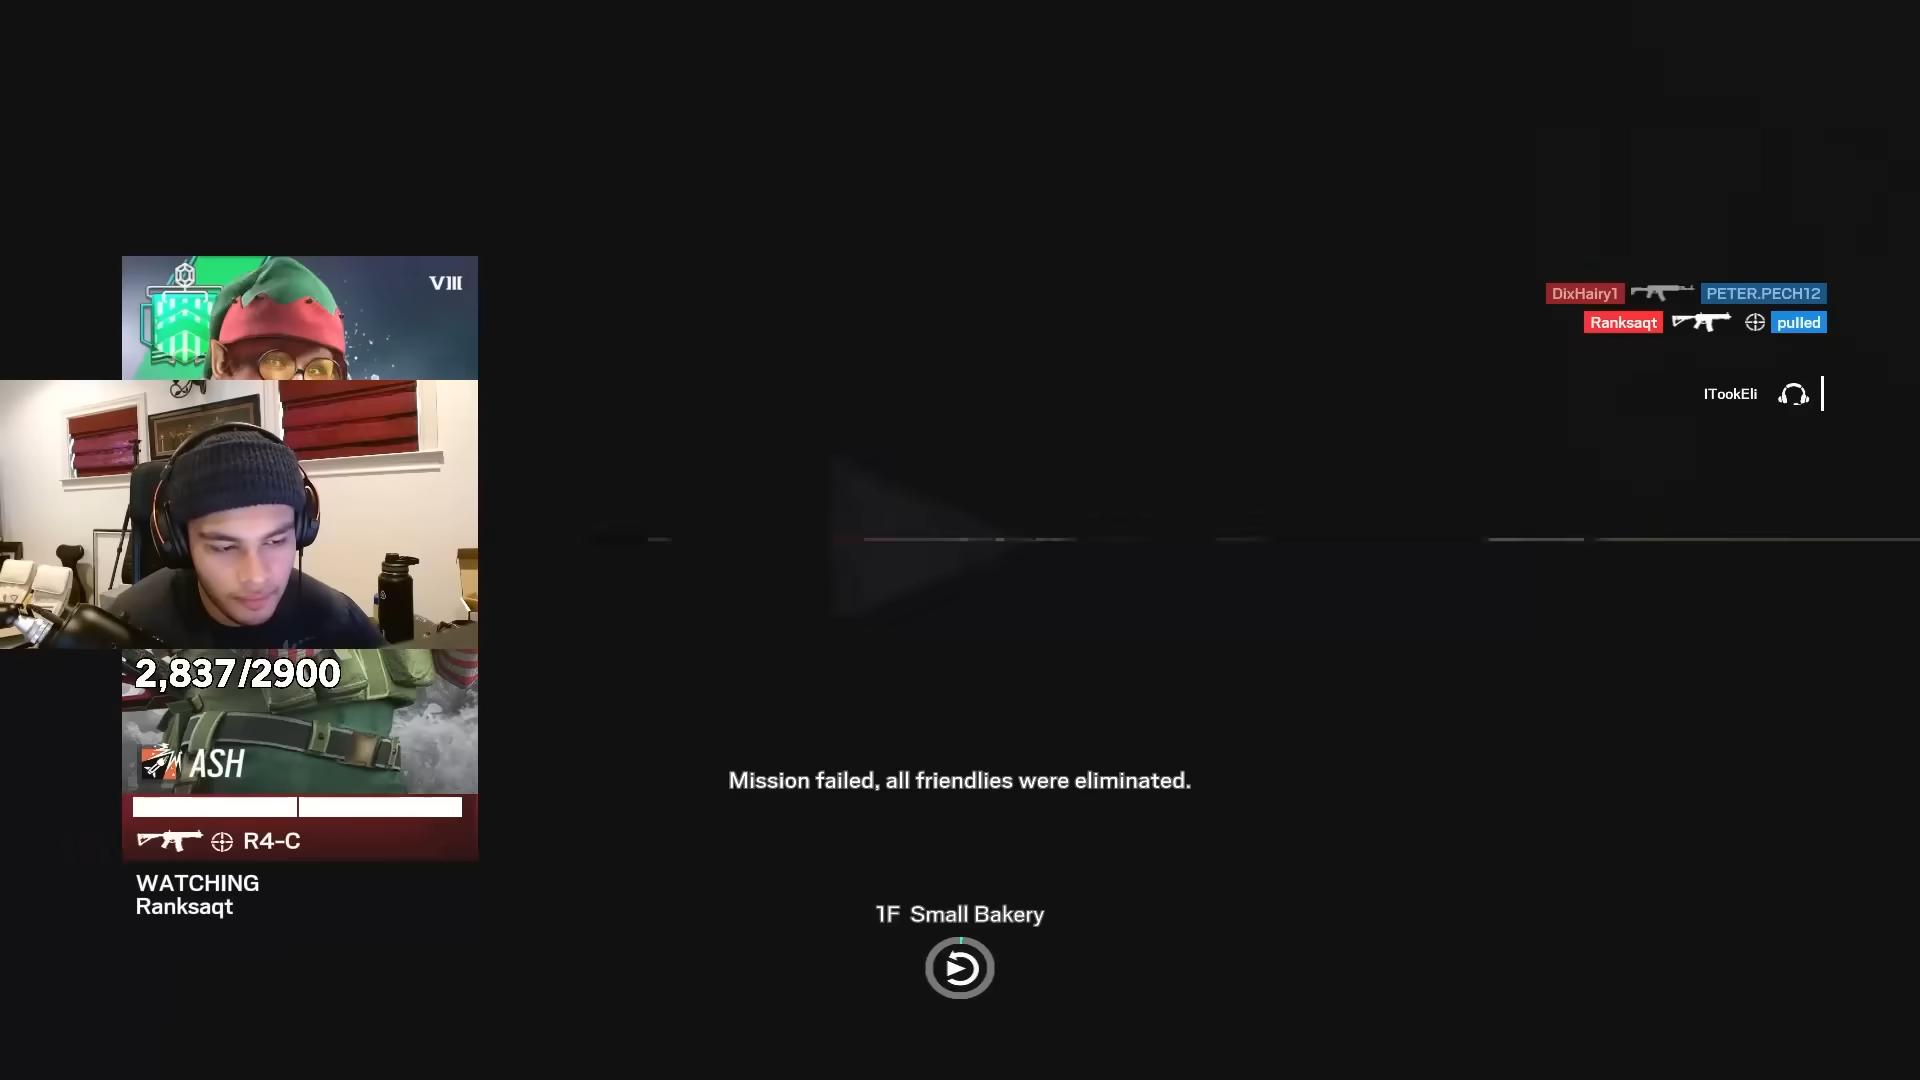 VIII
DixHairy1 PETER.PECH12
Ranksaqt pulled
ITookEli
2,837/2900
ASH
Mission failed, all friendlies were eliminated.
R4-C
WATCHING
Ranksaqt
1F Small Bakery